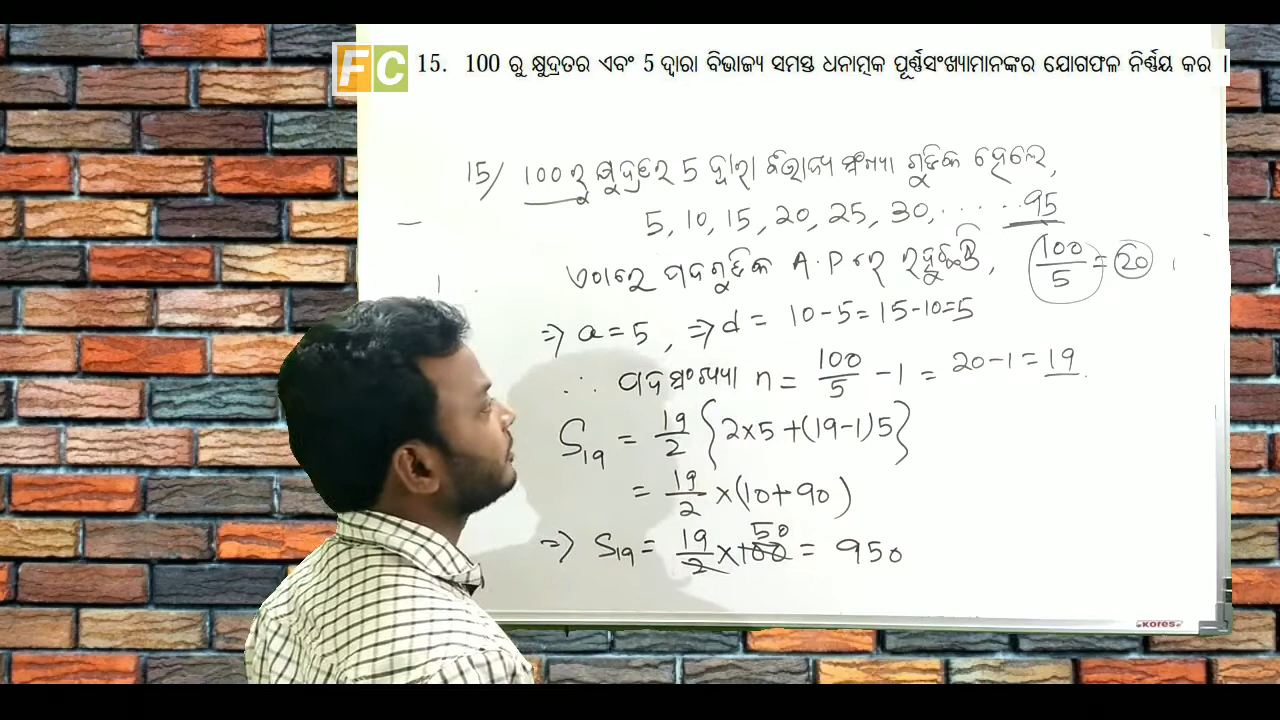 FC
15. 100 ରୁ କ୍ଷୁଦ୍ରତର ଏବଂ 5 ଦ୍ୱାରା ବିଭାଜ୍ୟ ସମସ୍ତ ଧନାତ୍ମକ ପୂର୍ଣ୍ଣସଂଖ୍ୟାମାନଙ୍କର ଯୋଗଫଳ ନିର୍ଣ୍ଣୟ କର ।
15/ 100 ରୁ କ୍ଷୁଦ୍ରତର 5 ଦ୍ୱାରା ବିଭାଜ୍ୟ ସଂଖ୍ୟା ଗୁଡିକ ହେଲେ,
5, 10, 15, 20, 25, 30, ...... 95
ଏଠାରେ ପଦଗୁଡିକ A.P ରେ ଅଛନ୍ତି, 100/5 = 20
⇒ a = 5, ⇒ d = 10-5 = 15-10 = 5
∴ ପଦସଂଖ୍ୟା n = 100/5 - 1 = 20-1 = 19
S₁₉ = 19/2 {2×5 + (19-1)5}
= 19/2 × (10+90)
⇒ S₁₉ = 19/2 × 100 50 = 950
KORES